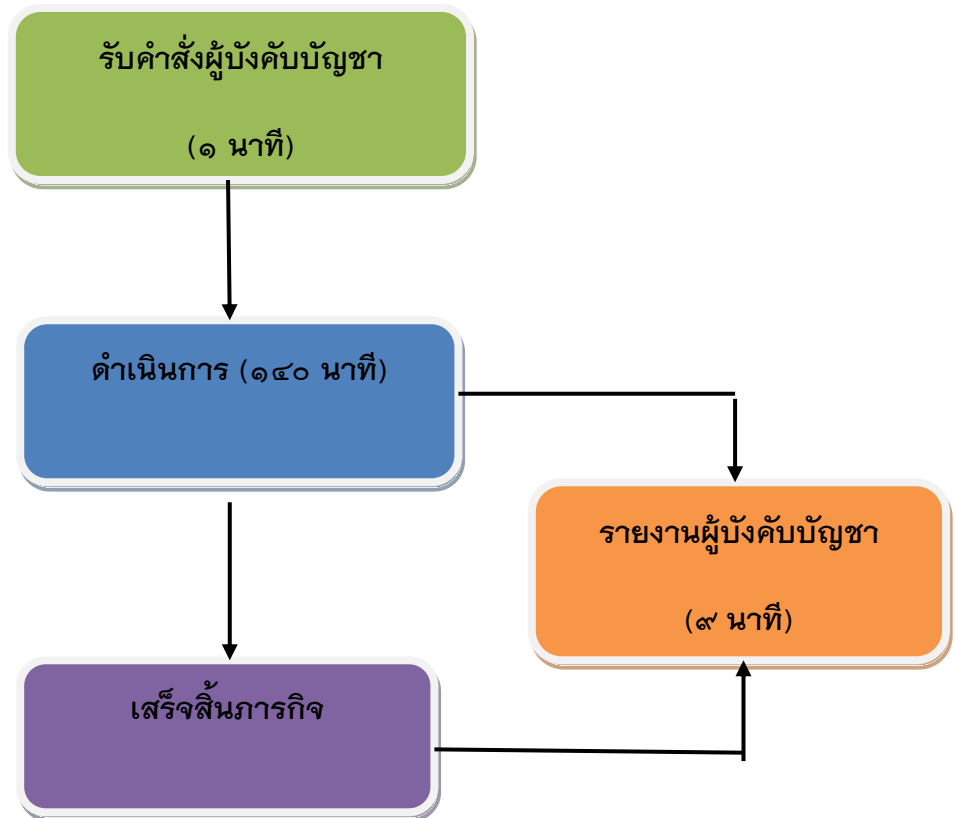 รับคำสั่งผู้บังคับบัญชา
(๑ นาที)
ดำเนินการ (๑๔๐ นาที)
รายงานผู้บังคับบัญชา
(๙ นาที)
เสร็จสิ้นภารกิจ